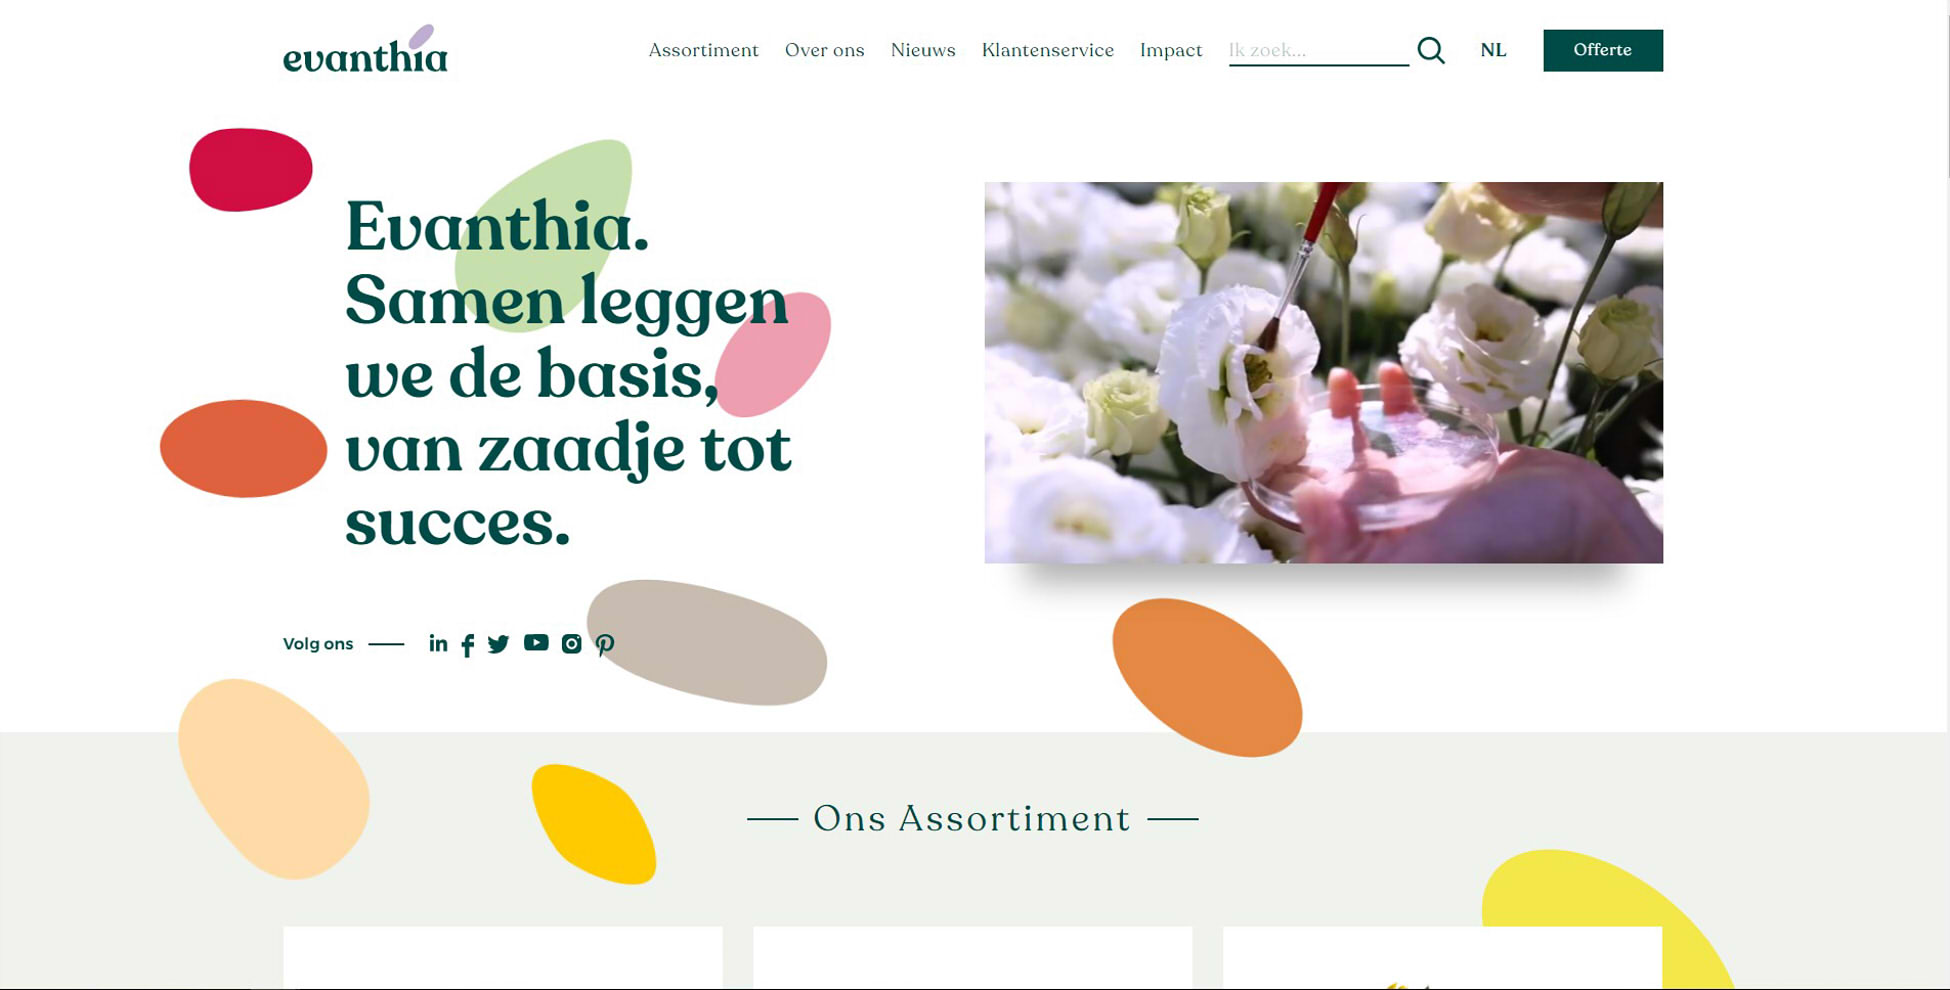 evanthia
Assortiment Over ons Nieuws Klantenservice Impact Ik zoek... NL Offerte
Evanthia.
Samen leggen
we de basis,
van zaadje tot
succes.
Volg ons
Ons Assortiment